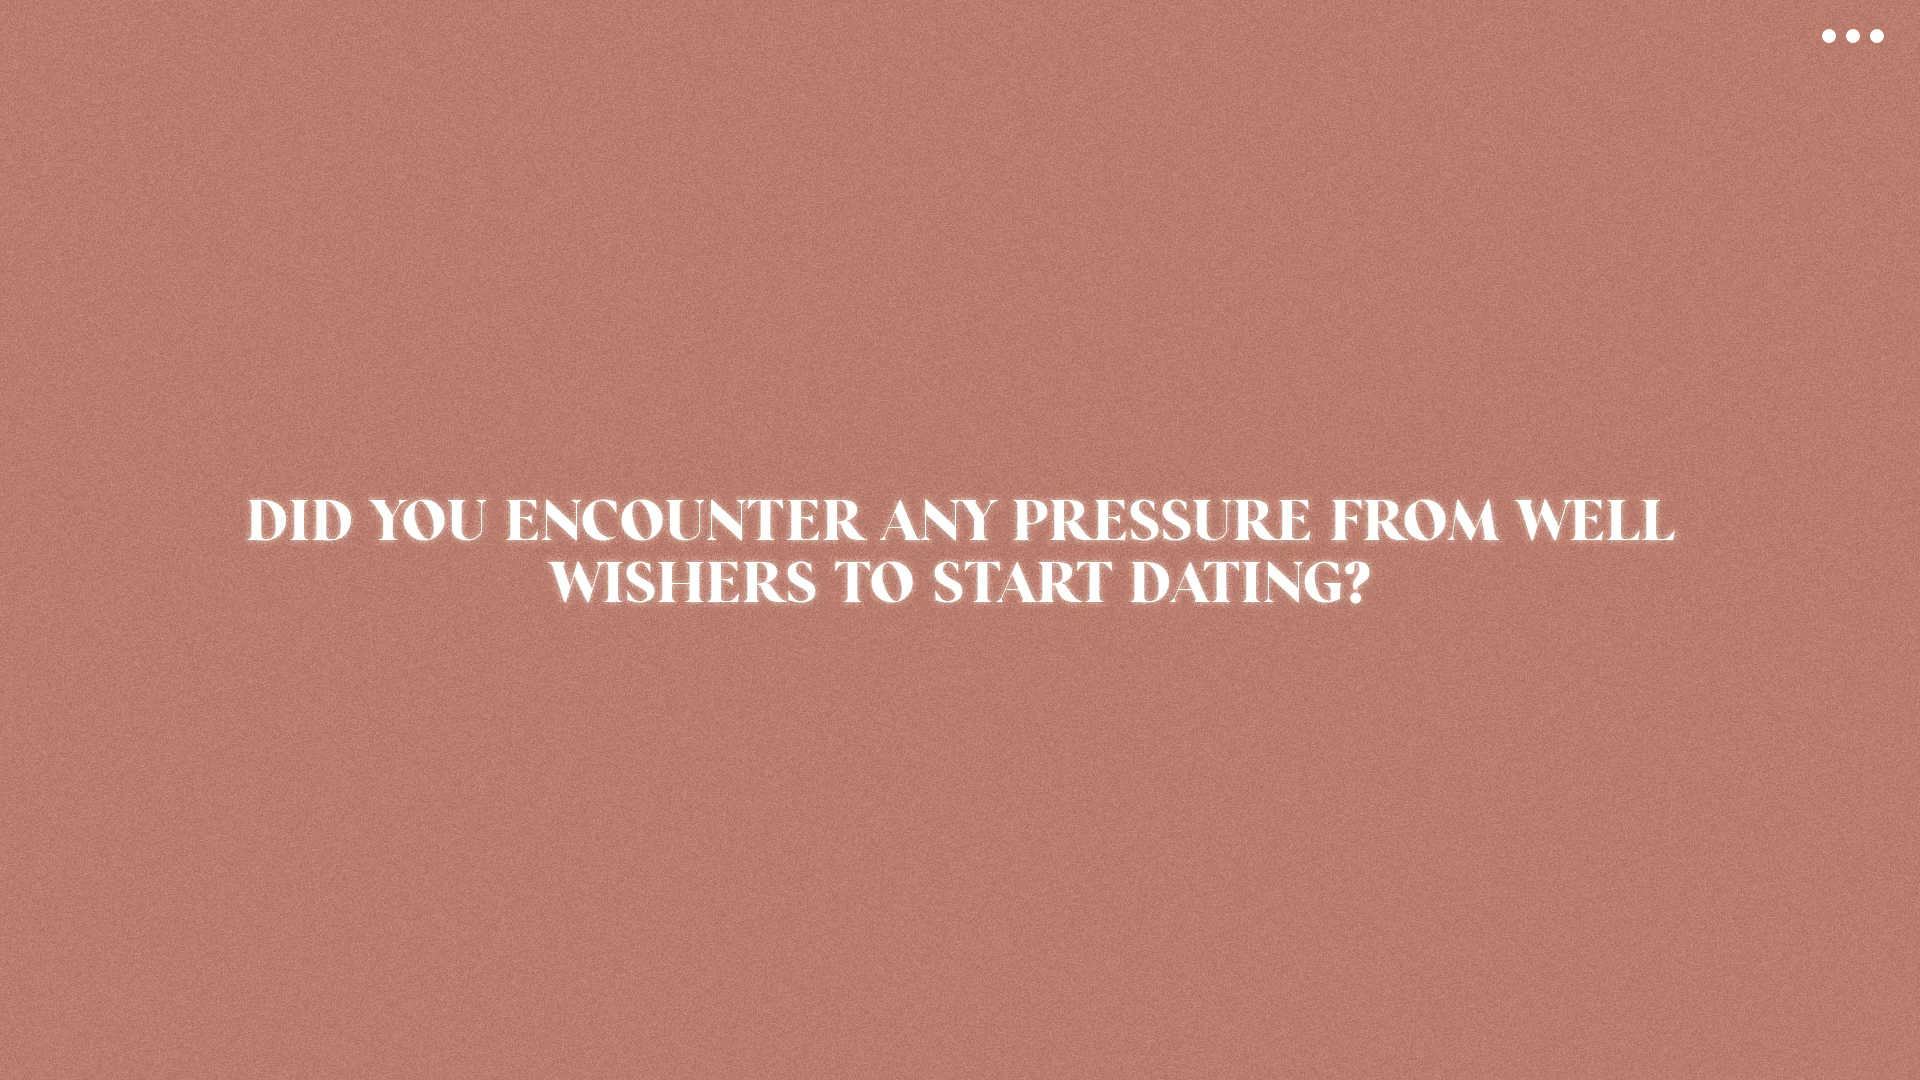 DID YOU ENCOUNTER ANY PRESSURE FROM WELL
WISHERS TO START DATING?